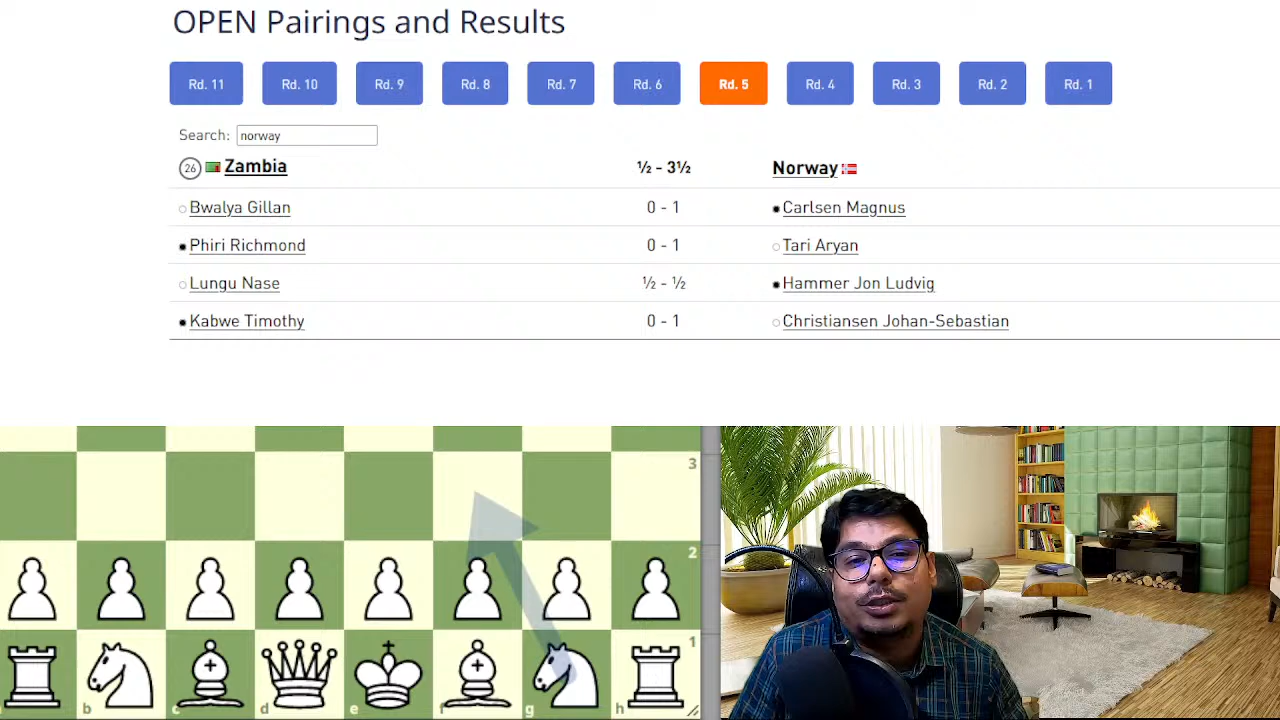 OPEN Pairings and Results
Rd. 11 Rd. 10 Rd. 9 Rd. 8 Rd. 7 Rd. 6 Rd. 5 Rd. 4 Rd. 3 Rd. 2 Rd. 1
Search: norway
26 Zambia ½ - 3½ Norway
Bwalya Gillan 0 - 1 Carlsen Magnus
Phiri Richmond 0 - 1 Tari Aryan
Lungu Nase ½ - ½ Hammer Jon Ludvig
Kabwe Timothy 0 - 1 Christiansen Johan-Sebastian
3
2
1
b c d e f g h